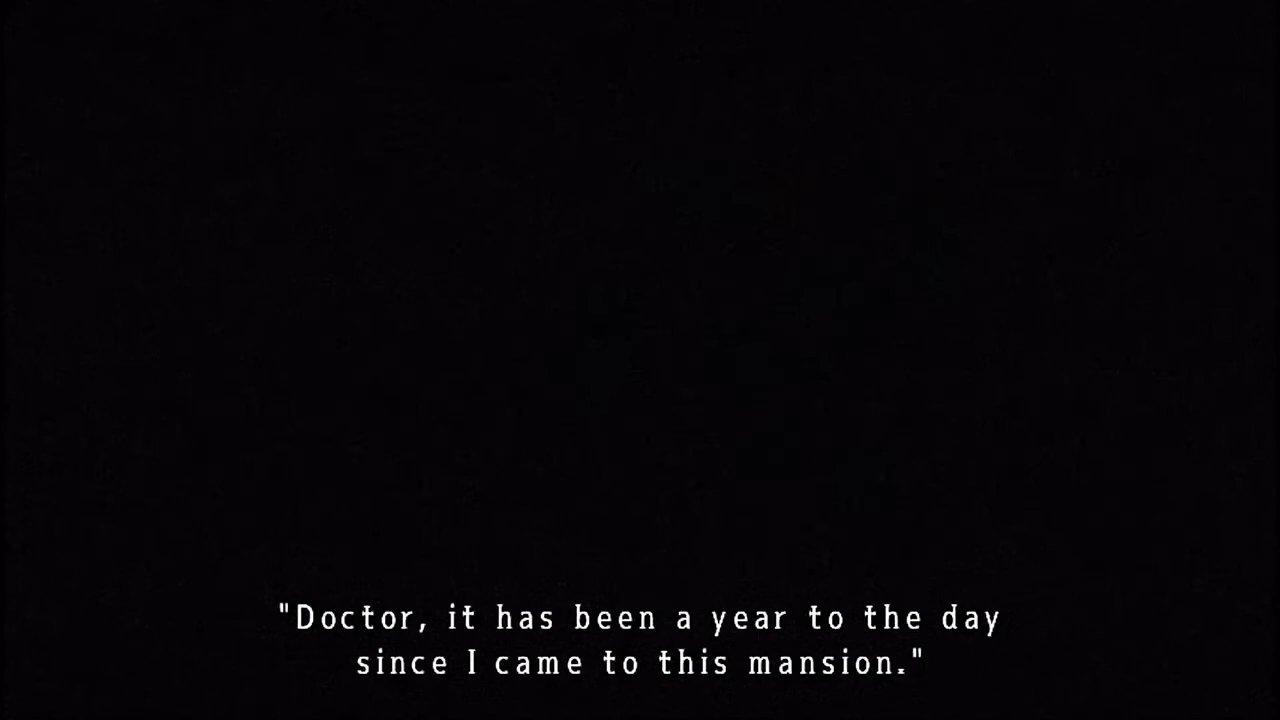 "Doctor, it has been a year to the day
since I came to this mansion."